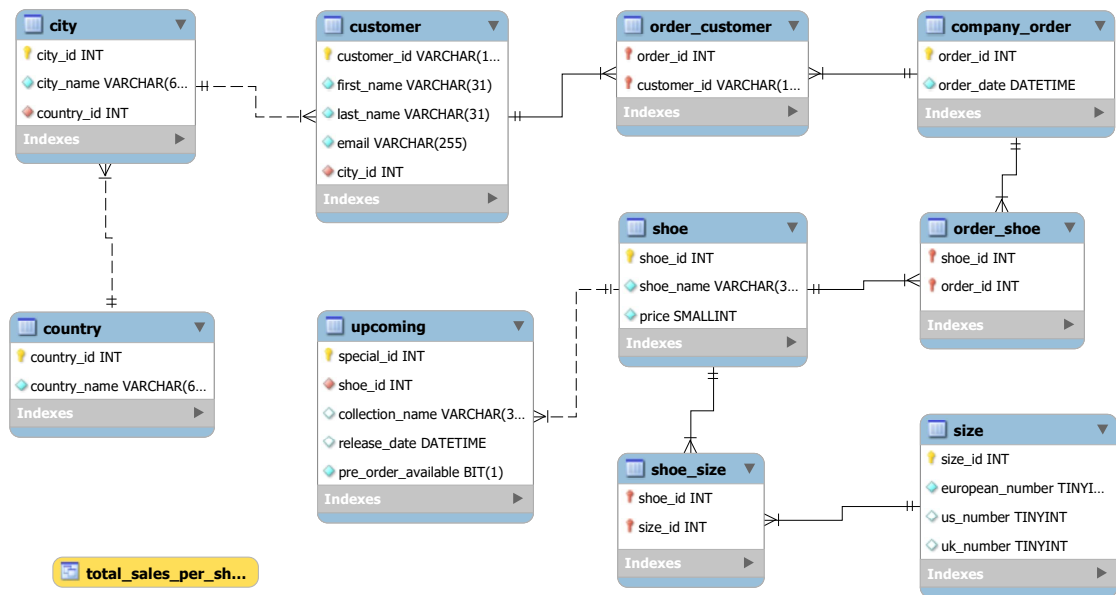 city
city_id INT
city_name VARCHAR(6...
country_id INT
Indexes
customer
customer_id VARCHAR(1...
first_name VARCHAR(31)
last_name VARCHAR(31)
email VARCHAR(255)
city_id INT
Indexes
order_customer
order_id INT
customer_id VARCHAR(1...
Indexes
company_order
order_id INT
order_date DATETIME
Indexes
country
country_id INT
country_name VARCHAR(6...
Indexes
upcoming
special_id INT
shoe_id INT
collection_name VARCHAR(3...
release_date DATETIME
pre_order_available BIT(1)
Indexes
shoe
shoe_id INT
shoe_name VARCHAR(3...
price SMALLINT
Indexes
order_shoe
shoe_id INT
order_id INT
Indexes
shoe_size
shoe_id INT
size_id INT
Indexes
size
size_id INT
european_number TINYI...
us_number TINYINT
uk_number TINYINT
Indexes
total_sales_per_sh...